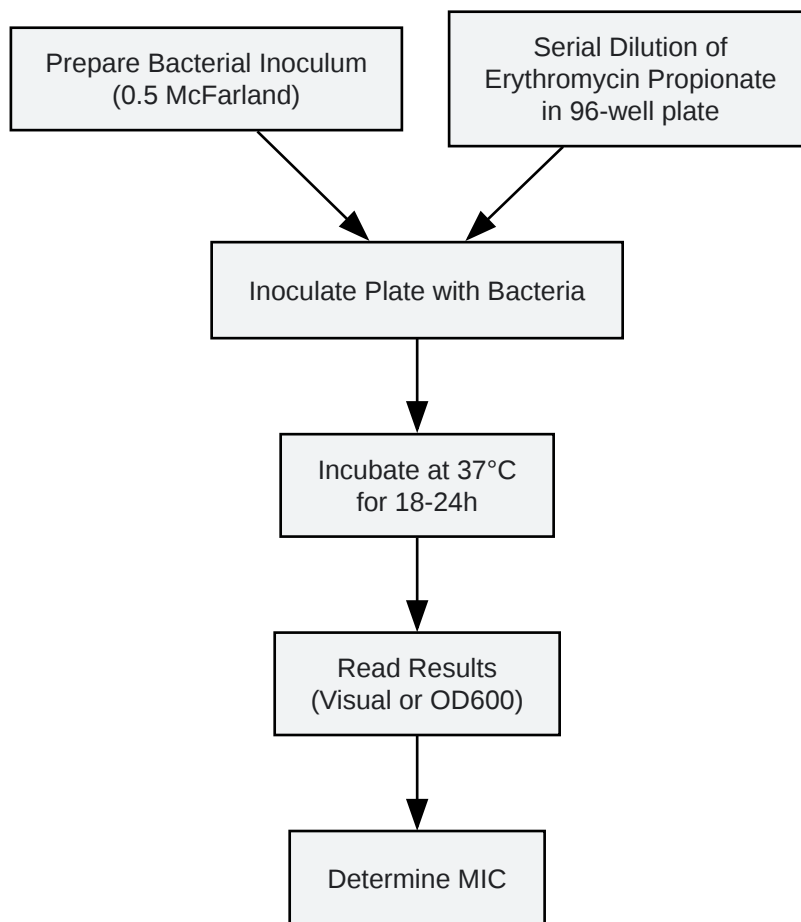 Prepare Bacterial Inoculum
(0.5 McFarland)
Serial Dilution of
Erythromycin Propionate
in 96-well plate
Inoculate Plate with Bacteria
Incubate at 37°C
for 18-24h
Read Results
(Visual or OD600)
Determine MIC